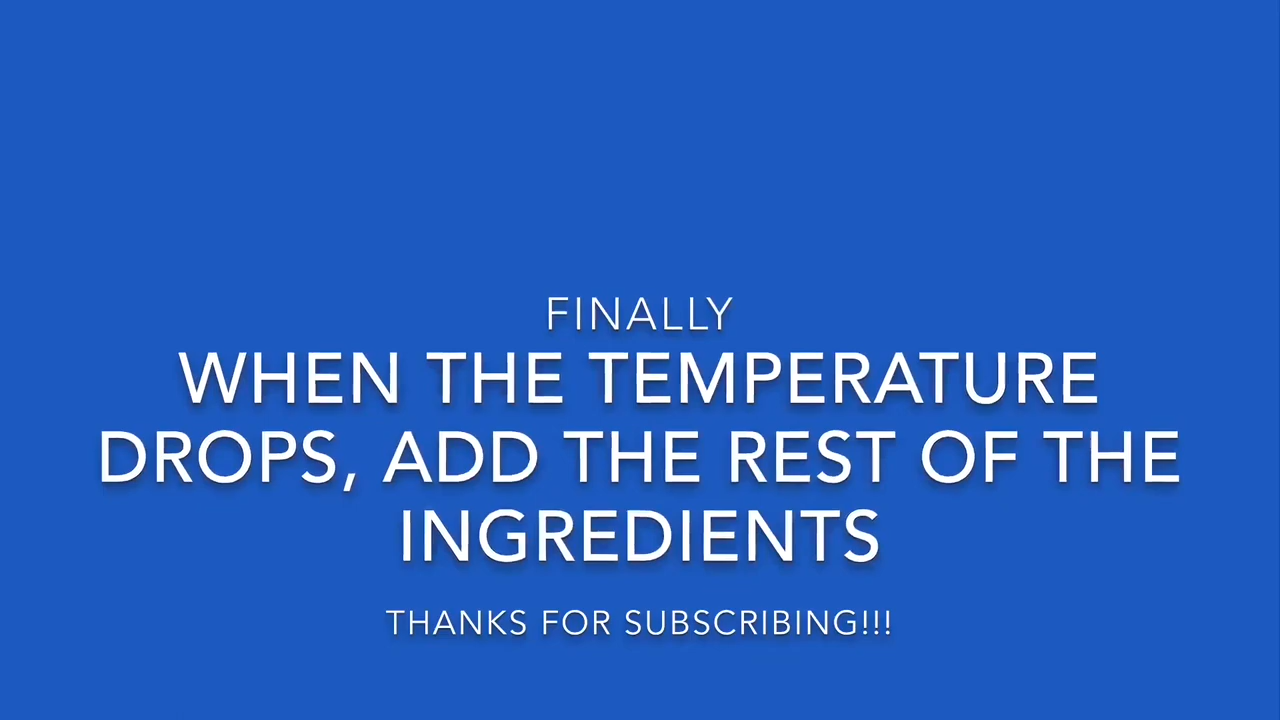 FINALLY
WHEN THE TEMPERATURE
DROPS, ADD THE REST OF THE
INGREDIENTS
THANKS FOR SUBSCRIBING!!!